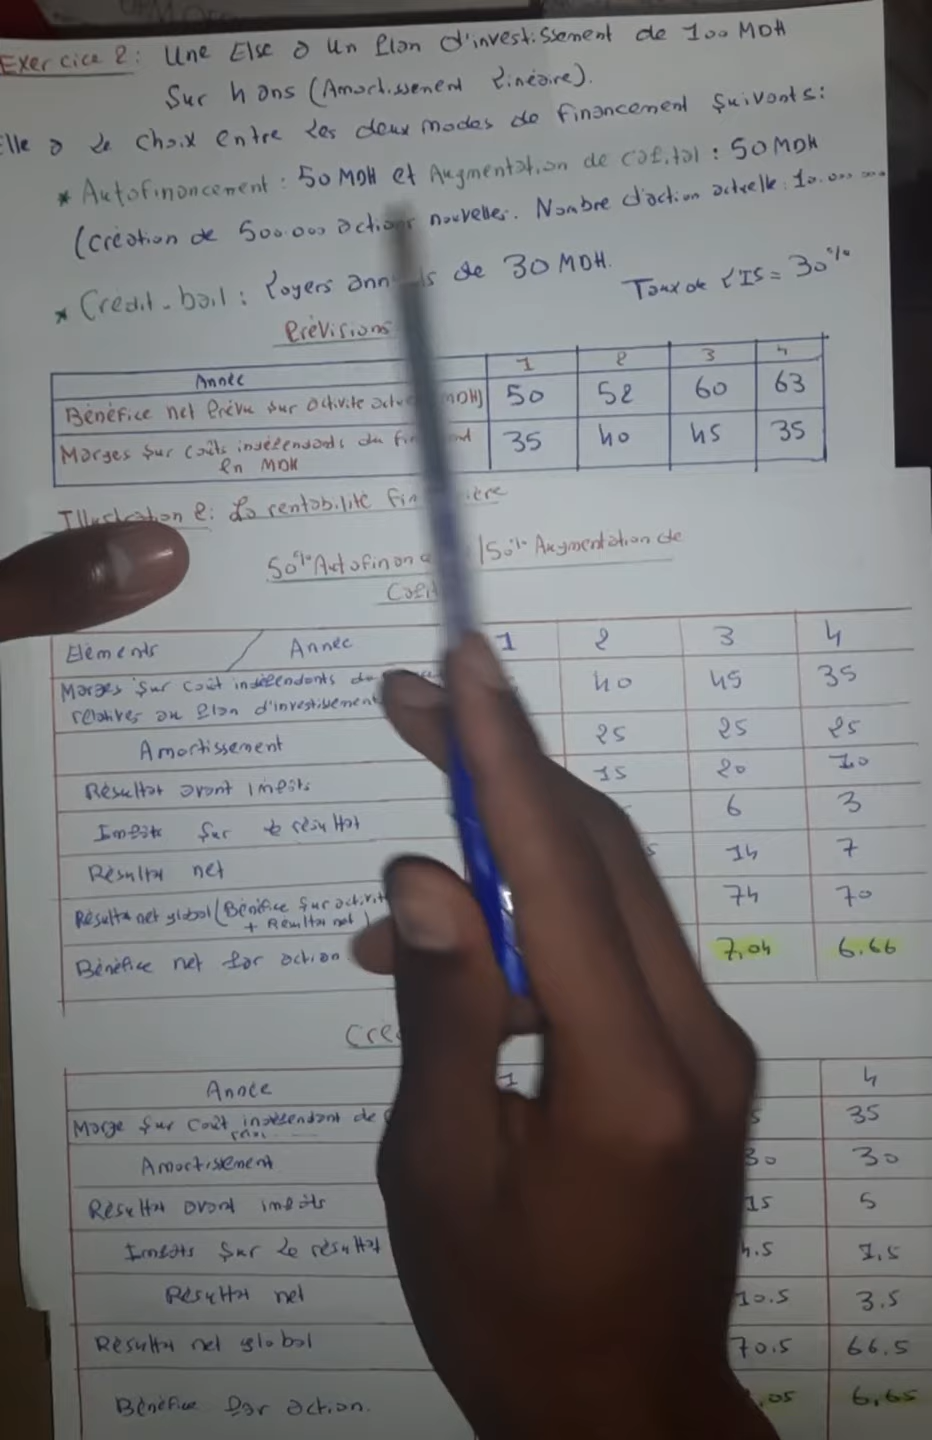 Exercice 2: Une Else a un Plan d'investissement de 100 MDH
Sur 4 ans (Amortissement linéaire).
Elle a le choix entre les deux modes de financement Suivants:
* Autofinancement: 50 MDH et Augmentation de capital: 50 MDH
(création de 500.000 actions nouvelles. Nombre d'action actuelle: 10.000 000
* Crédit-bail: loyers de 30 MDH. Taux de l'IS = 30%
Prévisions
Année 1 2 3 4
Bénéfice net Prévu sur activité MDH) 50 52 60 63
Marges sur coûts indépendants du 35 40 45 35
en MDH
Illustration 2: La rentabilité
50% /50% Augmentation de
Eléments / Année 1 2 3 4
Marges sur coût indépendants 40 45 35
relatives au Plan d'investissement
Amortissement 25 25 25
Résultat avant impôts 15 20 10
Impôts sur le résultat 6 3
Résultat net 14 7
Résultat net global (Bénéfice sur activité 74 70
+ Résultat net)
Bénéfice net par action 7,04 6.66
Année 1 4
Marge sur coût indépendant de 35
Amortissement 30 30
Résultat avant impôts 15 5
Impôts sur le résultat 4.5 1,5
Résultat net 10.5 3.5
Résultat net global 70.5 66.5
Bénéfice par action. 6,65